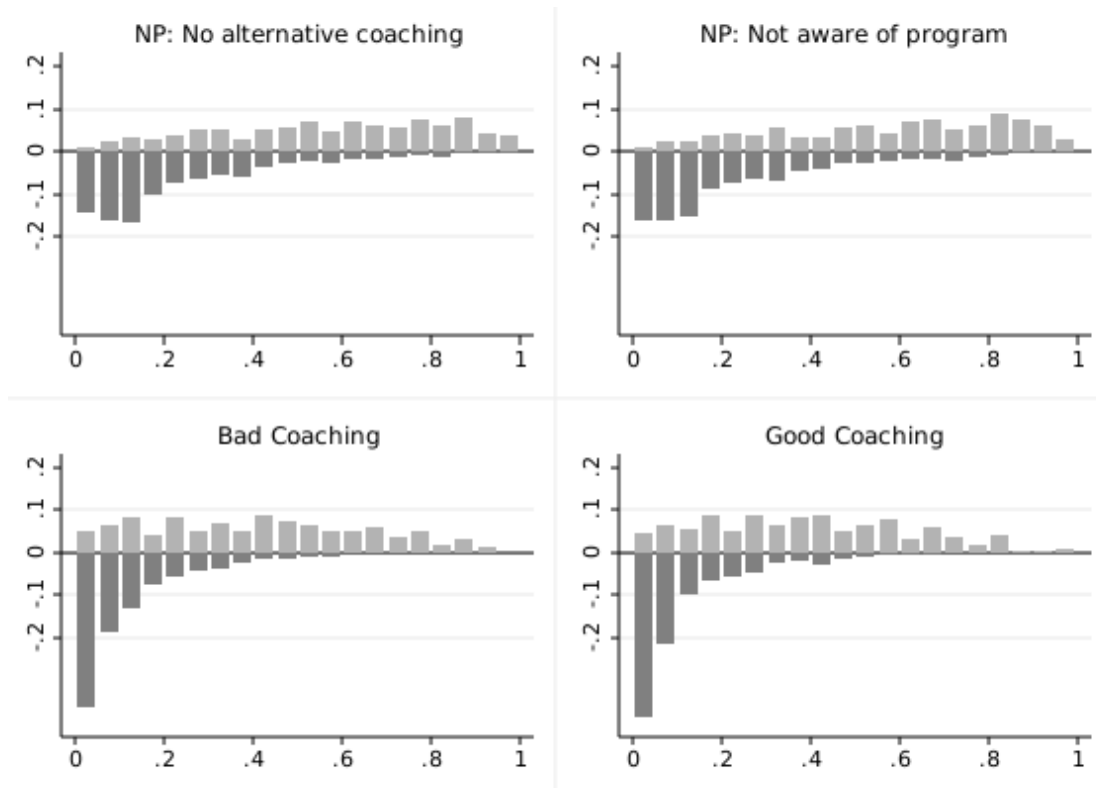 NP: No alternative coaching
.2
.1
0
-.1
-.2
0 .2 .4 .6 .8 1
NP: Not aware of program
.2
.1
0
-.1
-.2
0 .2 .4 .6 .8 1
Bad Coaching
.2
.1
0
-.1
-.2
0 .2 .4 .6 .8 1
Good Coaching
.2
.1
0
-.1
-.2
0 .2 .4 .6 .8 1